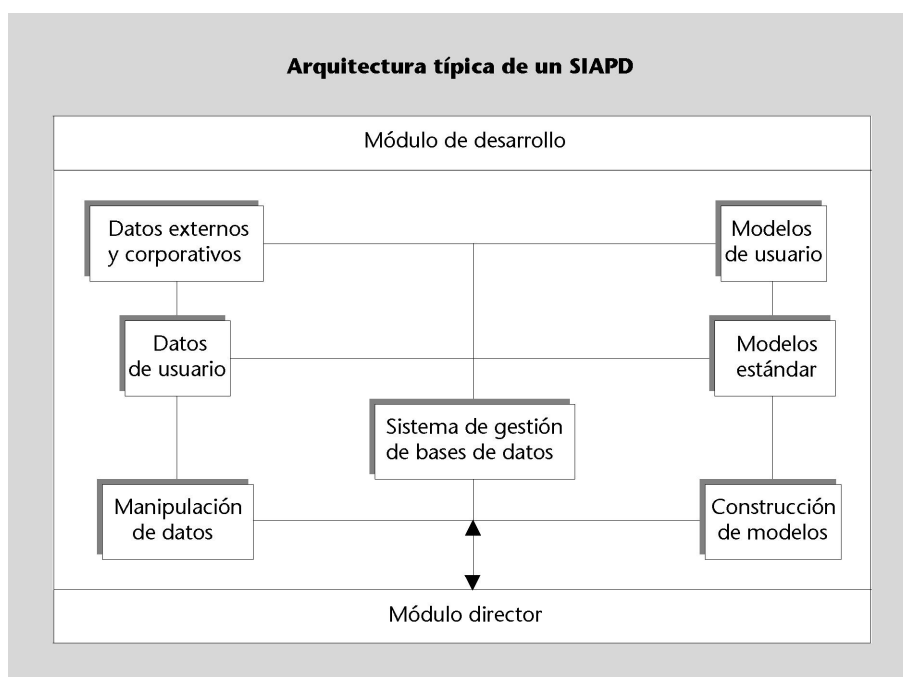 Arquitectura típica de un SIAPD
Módulo de desarrollo
Datos externos
y corporativos
Modelos
de usuario
Datos
de usuario
Modelos
estándar
Sistema de gestión
de bases de datos
Manipulación
de datos
Construcción
de modelos
Módulo director